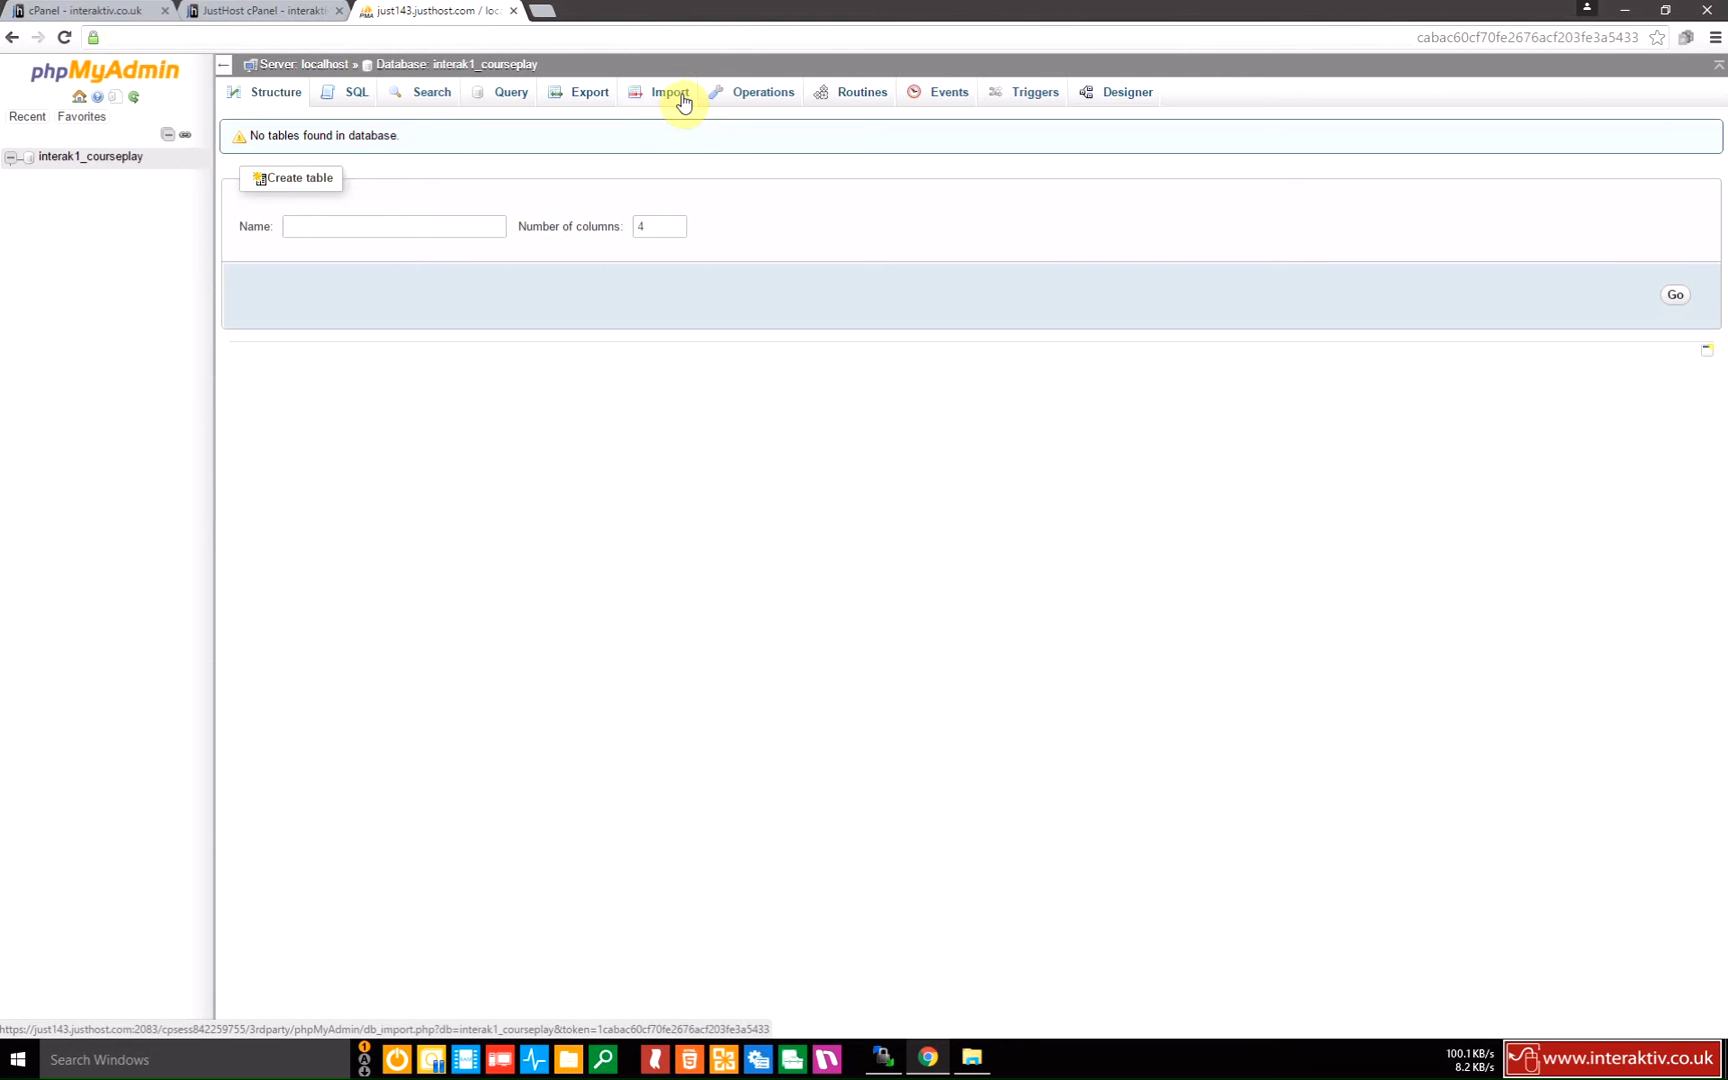 cPanel - interaktiv.co.uk
JustHost cPanel - interakti
just143.justhost.com / loc
cabac60cf70fe2676acf203fe3a5433
phpMyAdmin
Server: localhost » Database: interak1_courseplay
Structure SQL Search Query Export Import Operations Routines Events Triggers Designer
Recent Favorites
No tables found in database.
interak1_courseplay
Create table
Name: Number of columns: 4
Go
https://just143.justhost.com:2083/cpsess842259755/3rdparty/phpMyAdmin/db_import.php?db=interak1_courseplay&token=1cabac60cf70fe2676acf203fe3a5433
Search Windows
1
A
100.1 KB/s
8.2 KB/s
www.interaktiv.co.uk